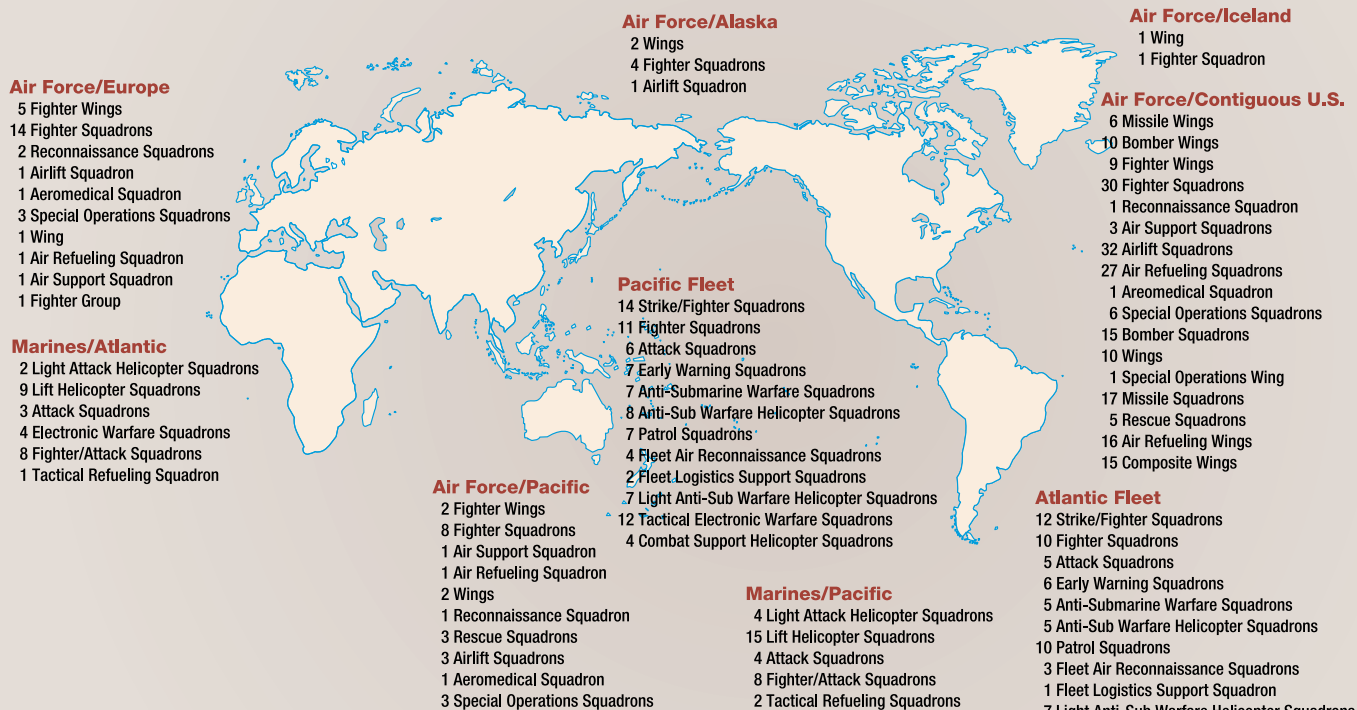 Air Force/Alaska
2 Wings
4 Fighter Squadrons
1 Airlift Squadron
Air Force/Iceland
1 Wing
1 Fighter Squadron
Air Force/Europe
5 Fighter Wings
14 Fighter Squadrons
2 Reconnaissance Squadrons
1 Airlift Squadron
1 Aeromedical Squadron
3 Special Operations Squadrons
1 Wing
1 Air Refueling Squadron
1 Air Support Squadron
1 Fighter Group
Air Force/Contiguous U.S.
6 Missile Wings
10 Bomber Wings
9 Fighter Wings
30 Fighter Squadrons
1 Reconnaissance Squadron
3 Air Support Squadrons
32 Airlift Squadrons
27 Air Refueling Squadrons
1 Areomedical Squadron
6 Special Operations Squadrons
15 Bomber Squadrons
10 Wings
1 Special Operations Wing
17 Missile Squadrons
5 Rescue Squadrons
16 Air Refueling Wings
15 Composite Wings
Pacific Fleet
14 Strike/Fighter Squadrons
11 Fighter Squadrons
6 Attack Squadrons
7 Early Warning Squadrons
7 Anti-Submarine Warfare Squadrons
8 Anti-Sub Warfare Helicopter Squadrons
7 Patrol Squadrons
4 Fleet Air Reconnaissance Squadrons
2 Fleet Logistics Support Squadrons
7 Light Anti-Sub Warfare Helicopter Squadrons
12 Tactical Electronic Warfare Squadrons
4 Combat Support Helicopter Squadrons
Marines/Atlantic
2 Light Attack Helicopter Squadrons
9 Lift Helicopter Squadrons
3 Attack Squadrons
4 Electronic Warfare Squadrons
8 Fighter/Attack Squadrons
1 Tactical Refueling Squadron
Air Force/Pacific
2 Fighter Wings
8 Fighter Squadrons
1 Air Support Squadron
1 Air Refueling Squadron
2 Wings
1 Reconnaissance Squadron
3 Rescue Squadrons
3 Airlift Squadrons
1 Aeromedical Squadron
3 Special Operations Squadrons
Marines/Pacific
4 Light Attack Helicopter Squadrons
15 Lift Helicopter Squadrons
4 Attack Squadrons
8 Fighter/Attack Squadrons
2 Tactical Refueling Squadrons
Atlantic Fleet
12 Strike/Fighter Squadrons
10 Fighter Squadrons
5 Attack Squadrons
6 Early Warning Squadrons
5 Anti-Submarine Warfare Squadrons
5 Anti-Sub Warfare Helicopter Squadrons
10 Patrol Squadrons
3 Fleet Air Reconnaissance Squadrons
1 Fleet Logistics Support Squadron
7 Light Anti-Sub Warfare Helicopter Squadrons